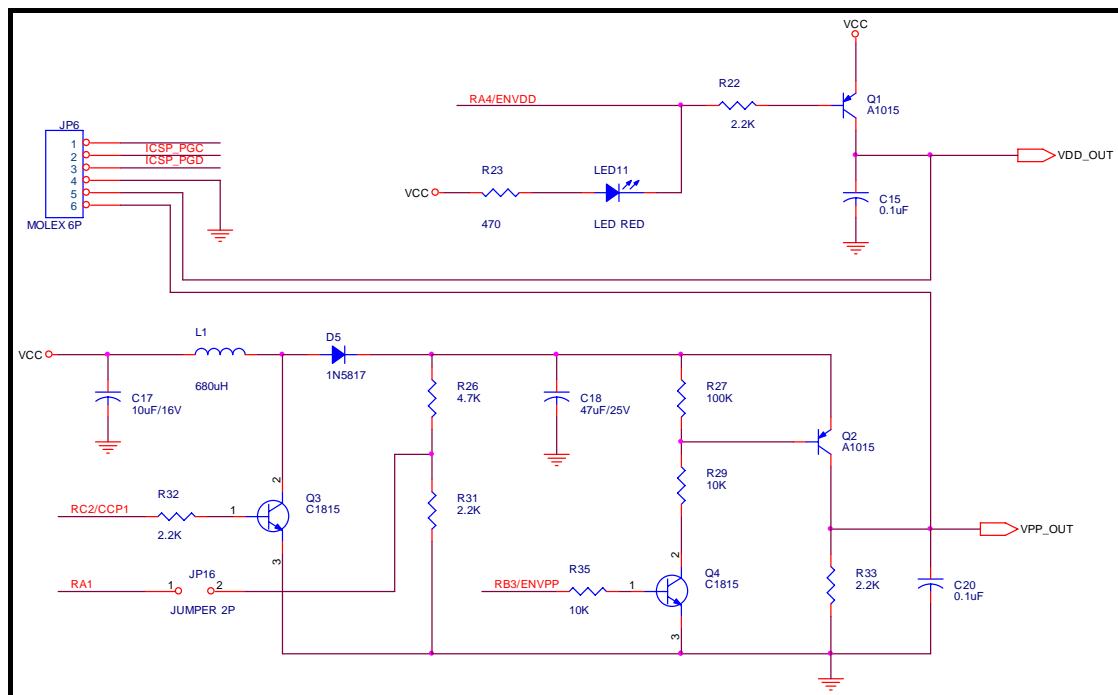 VCC
R22
RA4/ENVDD
Q1
A1015
2.2K
JP6
1
ICSP_PGC
2
ICSP_PGD
3
4
5
6
MOLEX 6P
VDD_OUT
R23
LED11
VCC
470
LED RED
C15
0.1uF
L1
D5
VCC
680uH
1N5817
C17
10uF/16V
R26
4.7K
C18
47uF/25V
R27
100K
Q2
A1015
R29
10K
2
Q3
C1815
R32
RC2/CCP1
1
2.2K
3
R31
2.2K
VPP_OUT
2
Q4
C1815
R35
RB3/ENVPP
1
10K
3
JP16
RA1
1
2
JUMPER 2P
R33
2.2K
C20
0.1uF